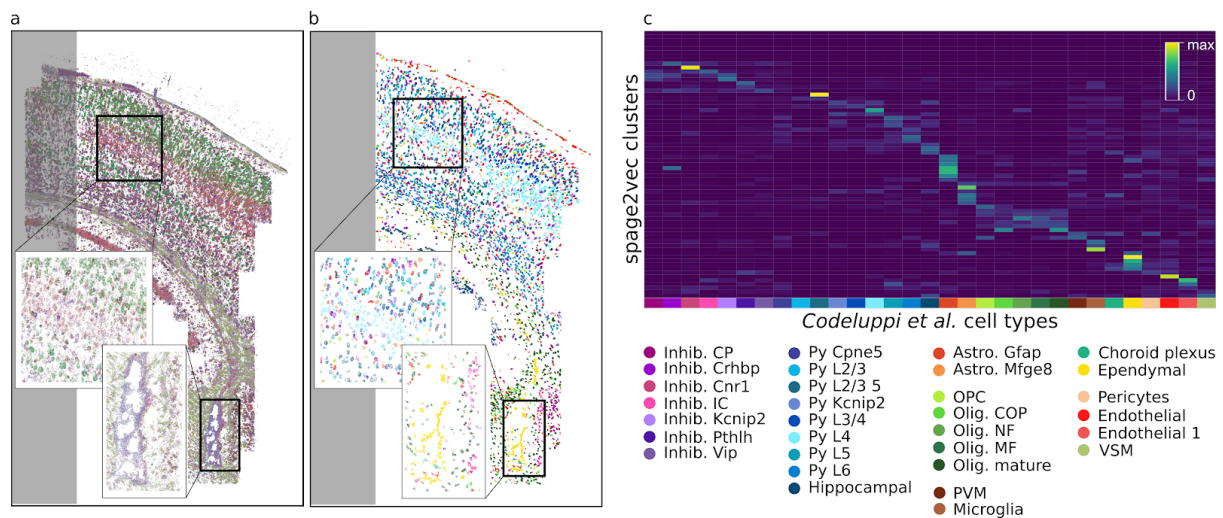 a
b
c
max
0
spage2vec clusters
Codeluppi et al. cell types
Inhib. CP
Inhib. Crhbp
Inhib. Cnr1
Inhib. IC
Inhib. Kcnip2
Inhib. Pthlh
Inhib. Vip
Py Cpne5
Py L2/3
Py L2/3 5
Py Kcnip2
Py L3/4
Py L4
Py L5
Py L6
Hippocampal
Astro. Gfap
Astro. Mfge8
OPC
Olig. COP
Olig. NF
Olig. MF
Olig. mature
PVM
Microglia
Choroid plexus
Ependymal
Pericytes
Endothelial
Endothelial 1
VSM